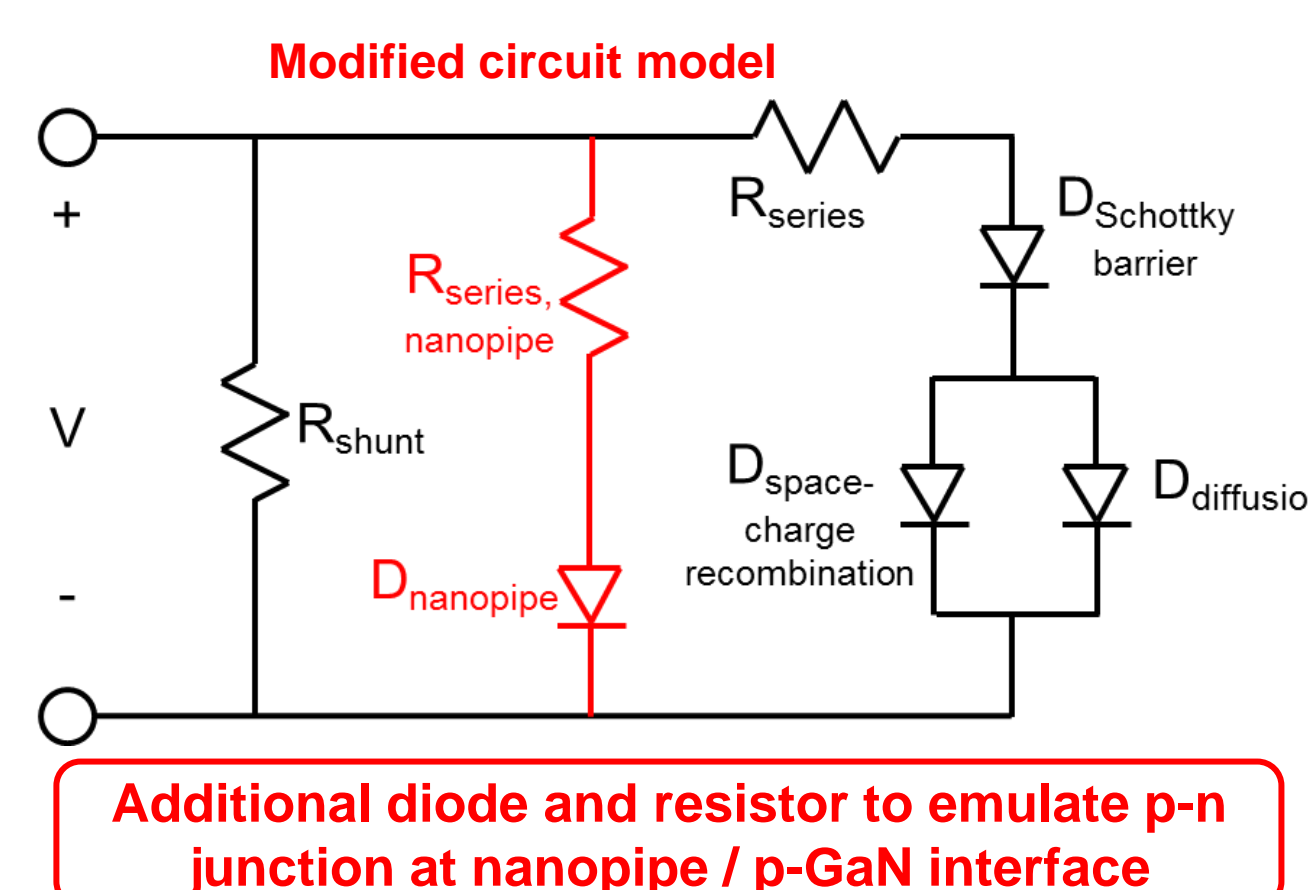 Modified circuit model
+
V
-
Rshunt
Rseries,
nanopipe
Dnanopipe
Rseries
DSchottky
barrier
Dspace-
charge
recombination
Ddiffusio
Additional diode and resistor to emulate p-n
junction at nanopipe / p-GaN interface